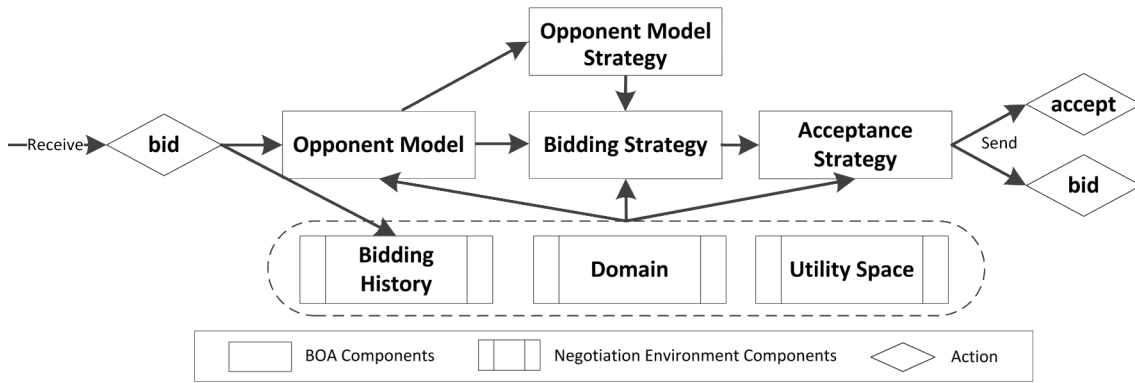 Opponent Model
Strategy
Receive
bid
Opponent Model
Bidding Strategy
Acceptance
Strategy
accept
Send
bid
Bidding
History
Domain
Utility Space
BOA Components
Negotiation Environment Components
Action